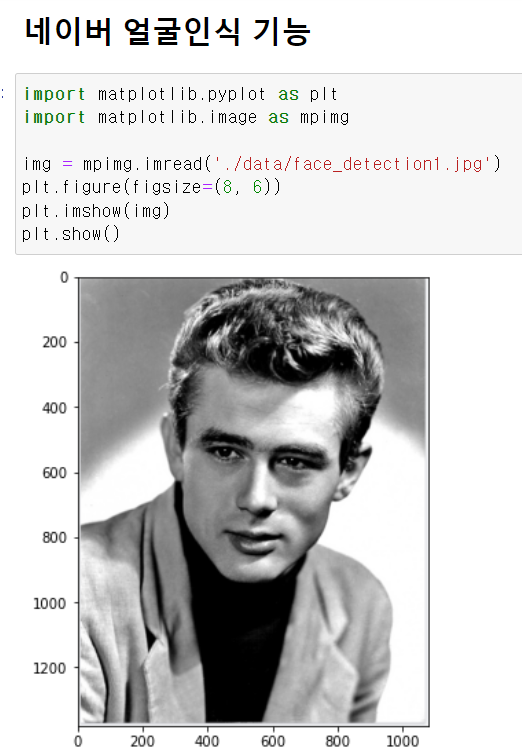 네이버 얼굴인식 기능
:
import matplotlib.pyplot as plt
import matplotlib.image as mpimg
img = mpimg.imread('./data/face_detection1.jpg')
plt.figure(figsize=(8, 6))
plt.imshow(img)
plt.show()
0
200
400
600
800
1000
1200
0 200 400 600 800 1000